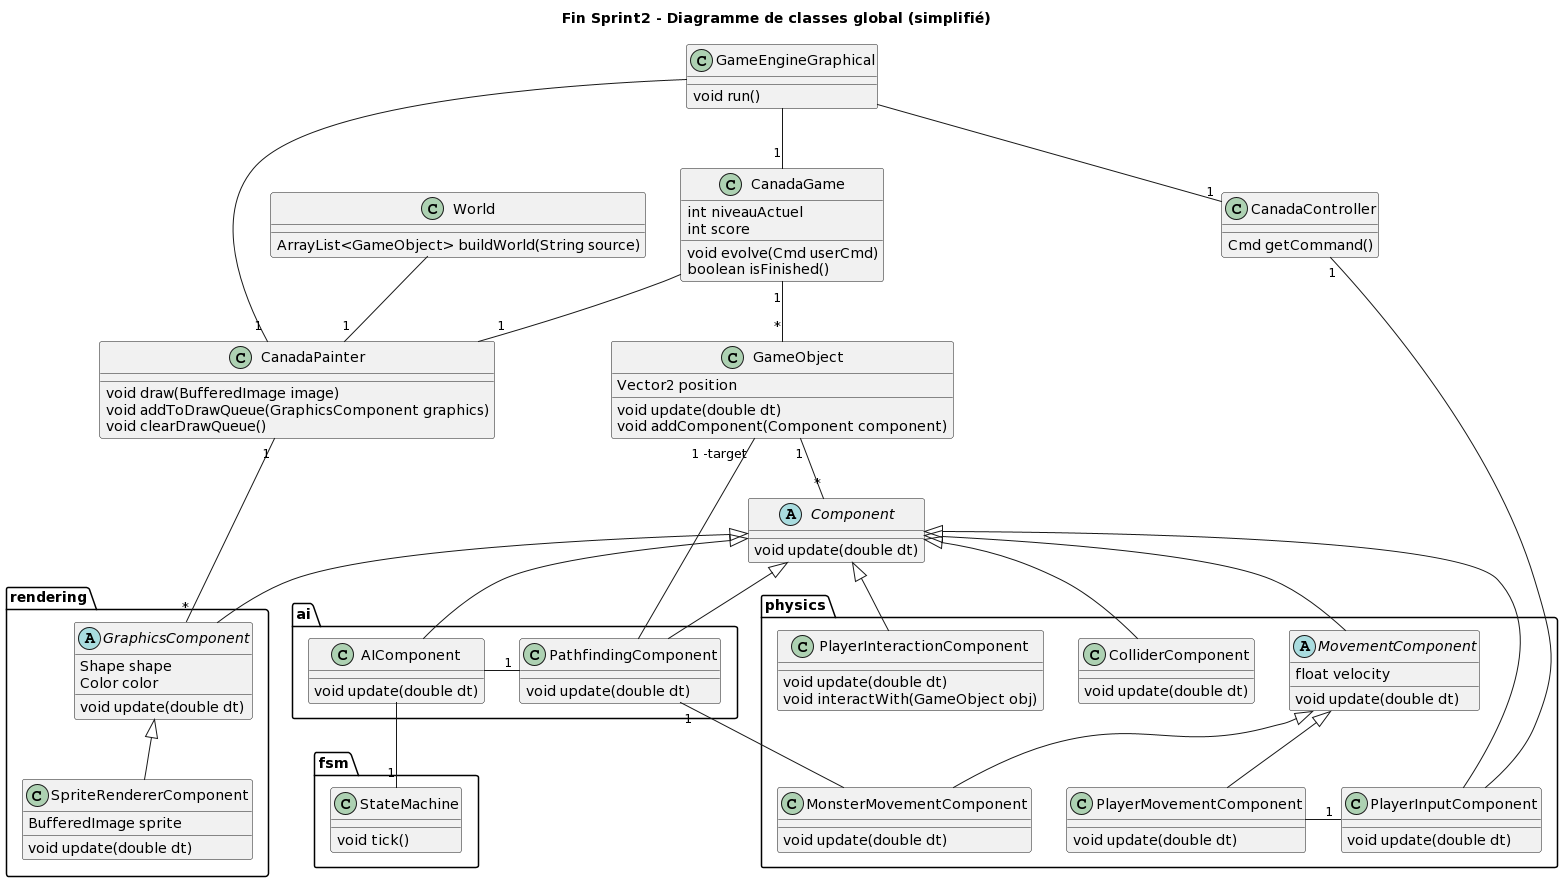 Fin Sprint2 - Diagramme de classes global (simplifié)
C GameEngineGraphical
void run()
1
C World
ArrayList<GameObject> buildWorld(String source)
C CanadaGame
int niveauActuel
int score
void evolve(Cmd userCmd)
boolean isFinished()
1
C CanadaController
Cmd getCommand()
1
1
1
1
1
1
*
C CanadaPainter
void draw(BufferedImage image)
void addToDrawQueue(GraphicsComponent graphics)
void clearDrawQueue()
C GameObject
Vector2 position
void update(double dt)
void addComponent(Component component)
1
1 -target
1
*
A Component
void update(double dt)
rendering
*
A GraphicsComponent
Shape shape
Color color
void update(double dt)
C SpriteRendererComponent
BufferedImage sprite
void update(double dt)
ai
C AIComponent
void update(double dt)
1
C PathfindingComponent
void update(double dt)
1
fsm
1
C StateMachine
void tick()
physics
C PlayerInteractionComponent
void update(double dt)
void interactWith(GameObject obj)
C ColliderComponent
void update(double dt)
A MovementComponent
float velocity
void update(double dt)
C MonsterMovementComponent
void update(double dt)
C PlayerMovementComponent
void update(double dt)
1
C PlayerInputComponent
void update(double dt)